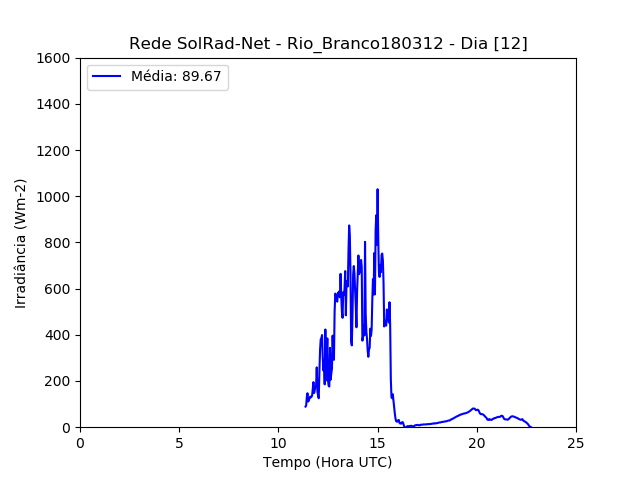 Rede SolRad-Net - Rio_Branco180312 - Dia [12]
Média: 89.67
Irradiância (Wm-2)
1600
1400
1200
1000
800
600
400
200
0
0 5 10 15 20 25
Tempo (Hora UTC)